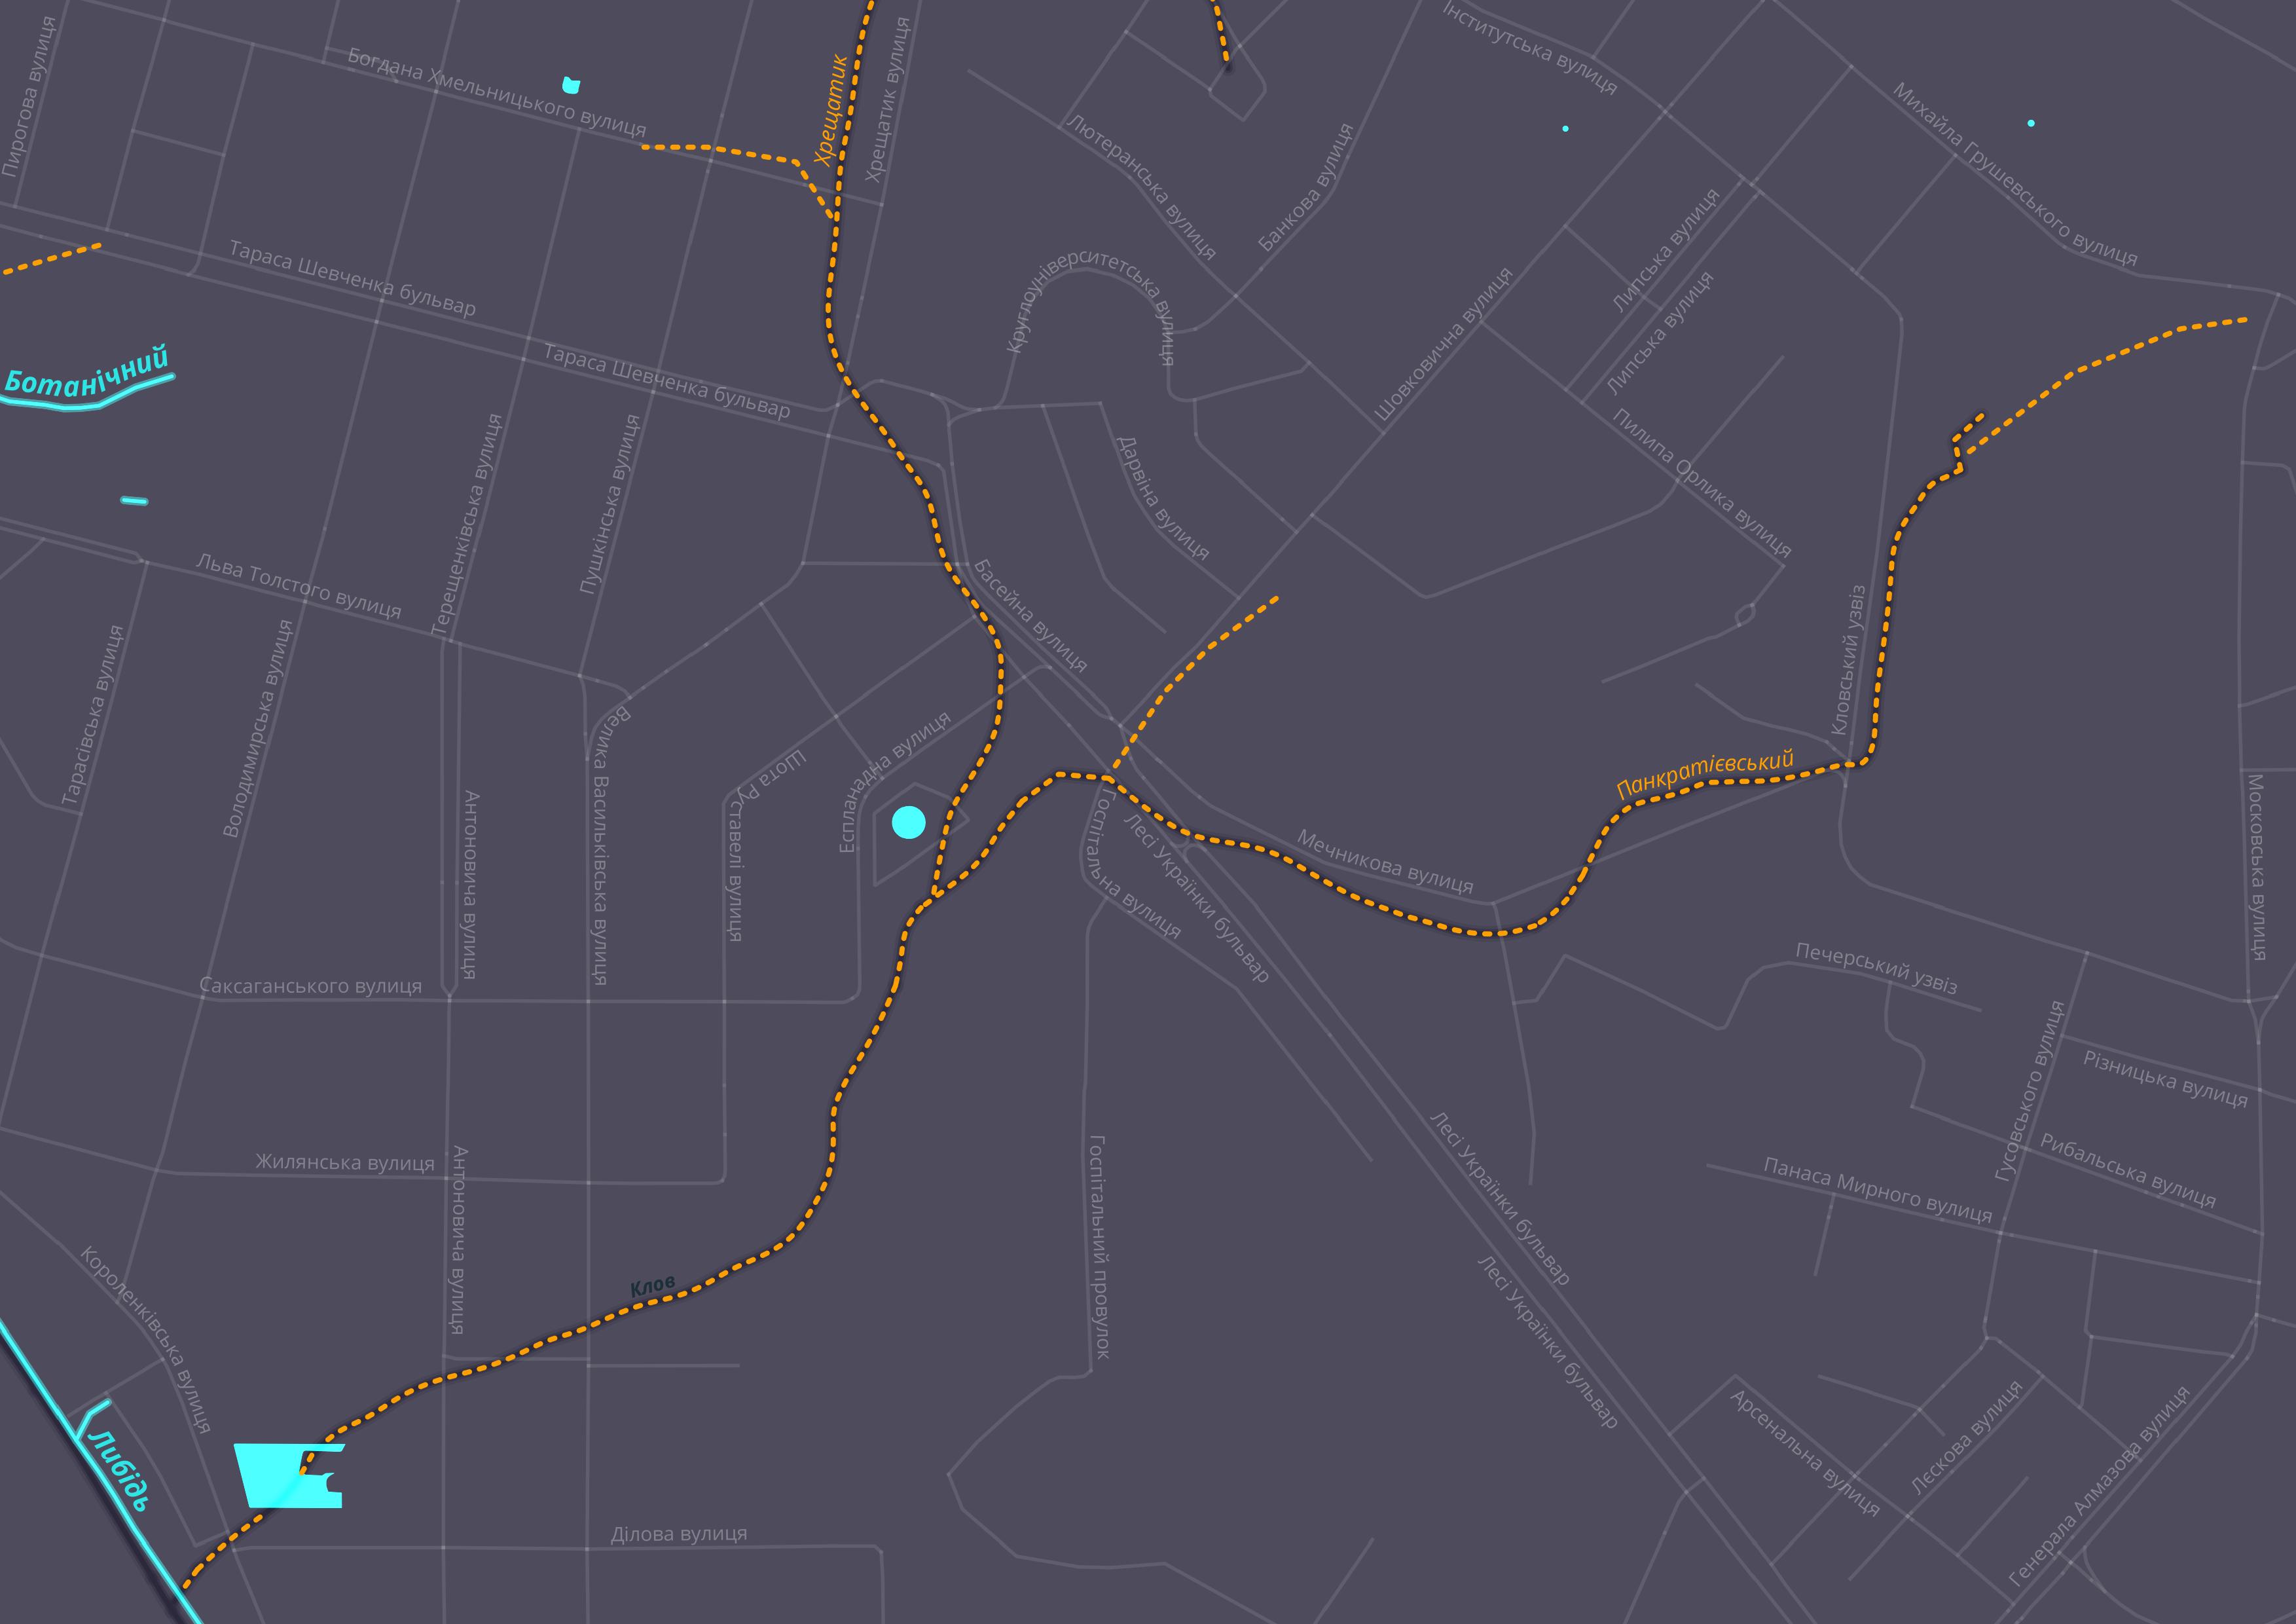 Інститутська вулиця
Пирогова вулиця
Богдана Хмельницького вулиця
Хрещатик
Хрещатик вулиця
Михайла Грушевського вулиця
Лютеранська вулиця
Банкова вулиця
Липська вулиця
Тараса Шевченка бульвар
Круглоуніверситетська вулиця
Шовковична вулиця
Липська вулиця
Ботанічний
Тараса Шевченка бульвар
Терещенківська вулиця
Пушкінська вулиця
Дарвіна вулиця
Пилипа Орлика вулиця
Льва Толстого вулиця
Басейна вулиця
Кловський узвіз
Тарасівська вулиця
Володимирська вулиця
Велика Васильківська вулиця
Шота Руставелі вулиця
Еспланадна вулиця
Панкратієвський
Московська вулиця
Антоновича вулиця
Госпітальна вулиця
Лесі Українки бульвар
Мечникова вулиця
Печерський узвіз
Саксаганського вулиця
Гусовського вулиця
Різницька вулиця
Жилянська вулиця
Антоновича вулиця
Госпітальний провулок
Лесі Українки бульвар
Рибальська вулиця
Панаса Мирного вулиця
Короленківська вулиця
Клов
Лесі Українки бульвар
Либідь
Арсенальна вулиця
Лєскова вулиця
Генерала Алмазова вулиця
Ділова вулиця